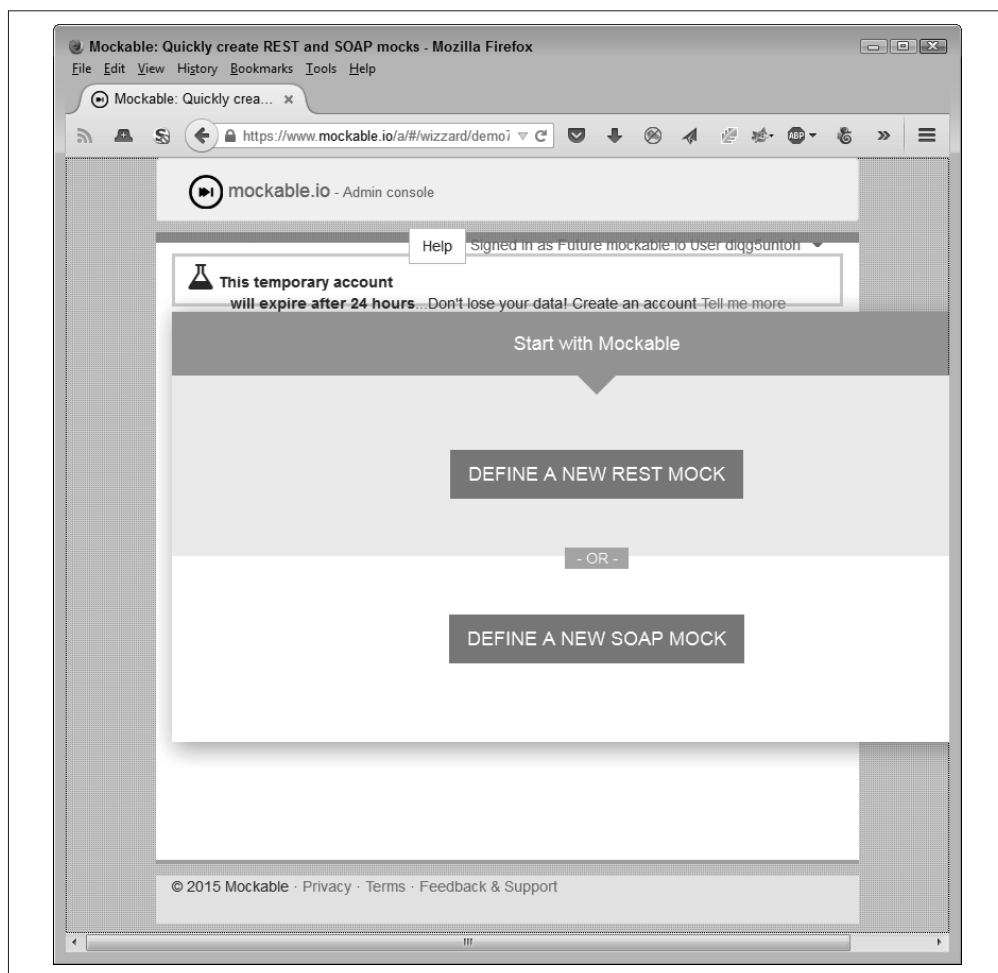 Mockable: Quickly create REST and SOAP mocks - Mozilla Firefox
File Edit View History Bookmarks Tools Help
Mockable: Quickly crea... ×
https://www.mockable.io/a/#/wizzard/demo7
ABP
mockable.io - Admin console
Help Signed in as Future mockable.io User diqg5untoh
This temporary account
will expire after 24 hours...Don't lose your data! Create an account Tell me more
Start with Mockable
DEFINE A NEW REST MOCK
- OR -
DEFINE A NEW SOAP MOCK
© 2015 Mockable · Privacy · Terms · Feedback & Support